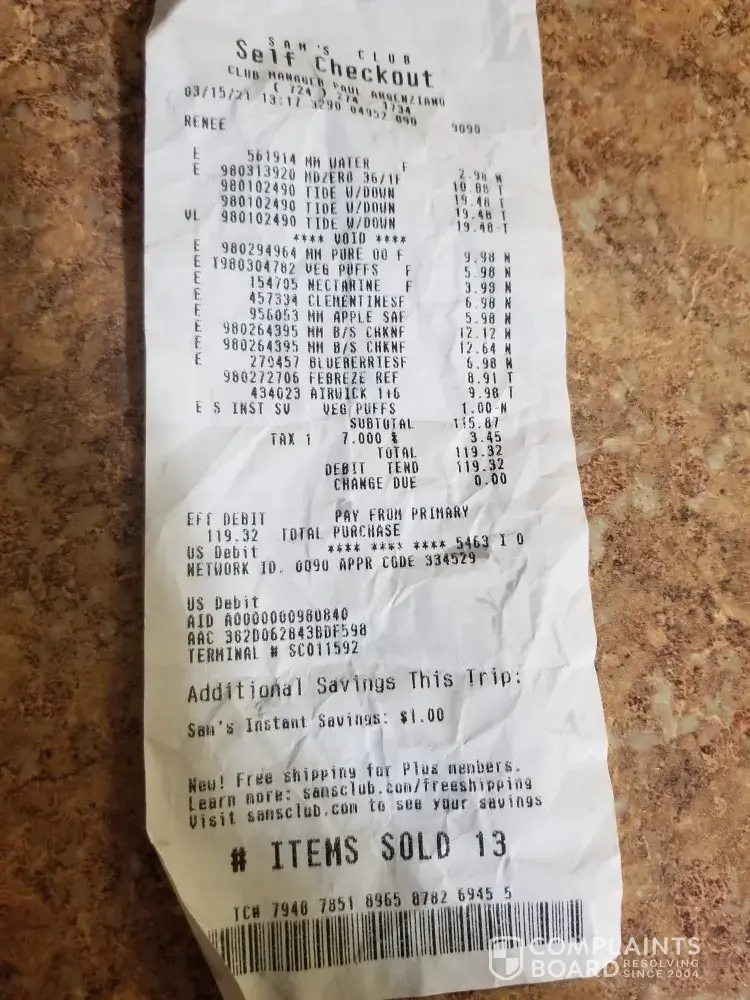 SAM'S CLUB
Self Checkout
CLUB MANAGER PAUL ARGENZIANO
( 724 ) 274 - 1734
03/15/21 13:17 3290 04952 090 9090
RENEE
E 561914 MM WATER F 2.98 N
E 980313920 MD/ZERO 36/1F 10.88 T
980102490 TIDE W/DOWN 19.48 T
980102490 TIDE W/DOWN 19.48 T
VL 980102490 TIDE W/DOWN 19.48-T
**** VOID ****
E 980294964 MM PURE OO F 9.98 N
E I980304782 VEG PUFFS F 5.98 N
E 154795 NECTARINE F 3.98 N
E 457334 CLEMENTINESF 6.98 N
E 956053 MM APPLE SAF 5.98 N
E 980264395 MM B/S CHKNF 12.12 N
E 980264395 MM B/S CHKNF 12.64 N
E 279457 BLUEBERRIESF 6.98 N
980272706 FEBREZE REF 8.91 T
434023 AIRWICK 1+6 9.98 T
E S INST SV VEG PUFFS 1.00-N
SUBTOTAL 115.87
TAX 1 7.000 % 3.45
TOTAL 119.32
DEBIT TEND 119.32
CHANGE DUE 0.00
EFT DEBIT PAY FROM PRIMARY
119.32 TOTAL PURCHASE
US Debit **** **** **** 5463 I 0
NETWORK ID. 0090 APPR CODE 334529
US Debit
AID A0000000980840
AAC 362D062843BDF598
TERMINAL # SC011592
Additional Savings This Trip:
Sam's Instant Savings: $1.00
New! Free shipping for Plus members.
Learn more: samsclub.com/freeshipping
Visit samsclub.com to see your savings
# ITEMS SOLD 13
TC# 7948 7851 8965 8782 6945 5
COMPLAINTS
BOARD RESOLVING
SINCE 2004